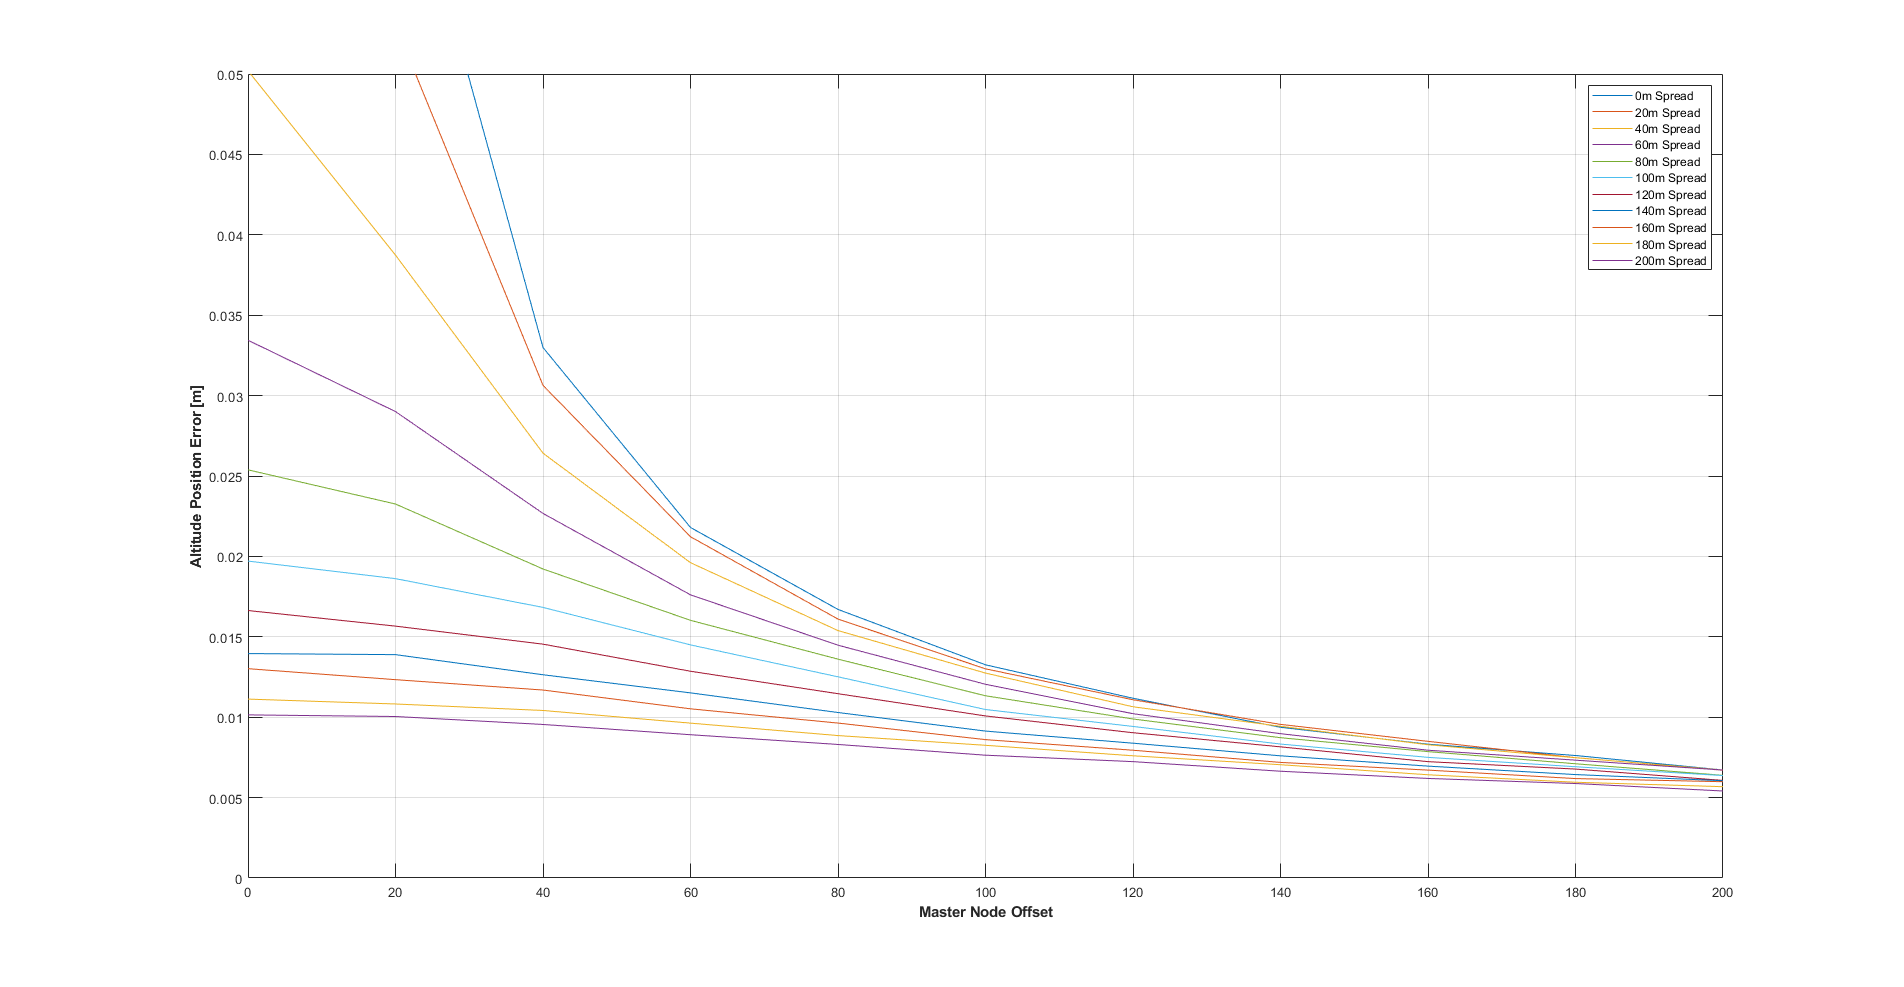 0.05
0.045
0.04
0.035
0.03
0.025
0.02
0.015
0.01
0.005
0
Altitude Position Error [m]
0m Spread
20m Spread
40m Spread
60m Spread
80m Spread
100m Spread
120m Spread
140m Spread
160m Spread
180m Spread
200m Spread
0 20 40 60 80 100 120 140 160 180 200
Master Node Offset